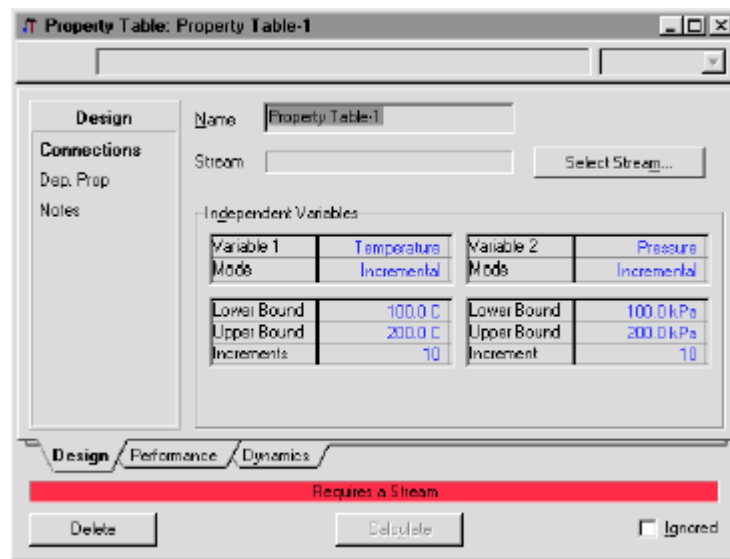 Property Table: Property Table-1
Design
Connections
Dep. Prop
Notes
Name Property Table-1
Stream Select Stream...
Independent Variables
Variable 1 Temperature Variable 2 Pressure
Mode Incremental Mode Incremental
Lower Bound 100.0 C Lower Bound 100.0 kPa
Upper Bound 200.0 C Upper Bound 200.0 kPa
Increments 10 Increment 10
Design Performance Dynamics
Requires a Stream
Delete Calculate Ignored